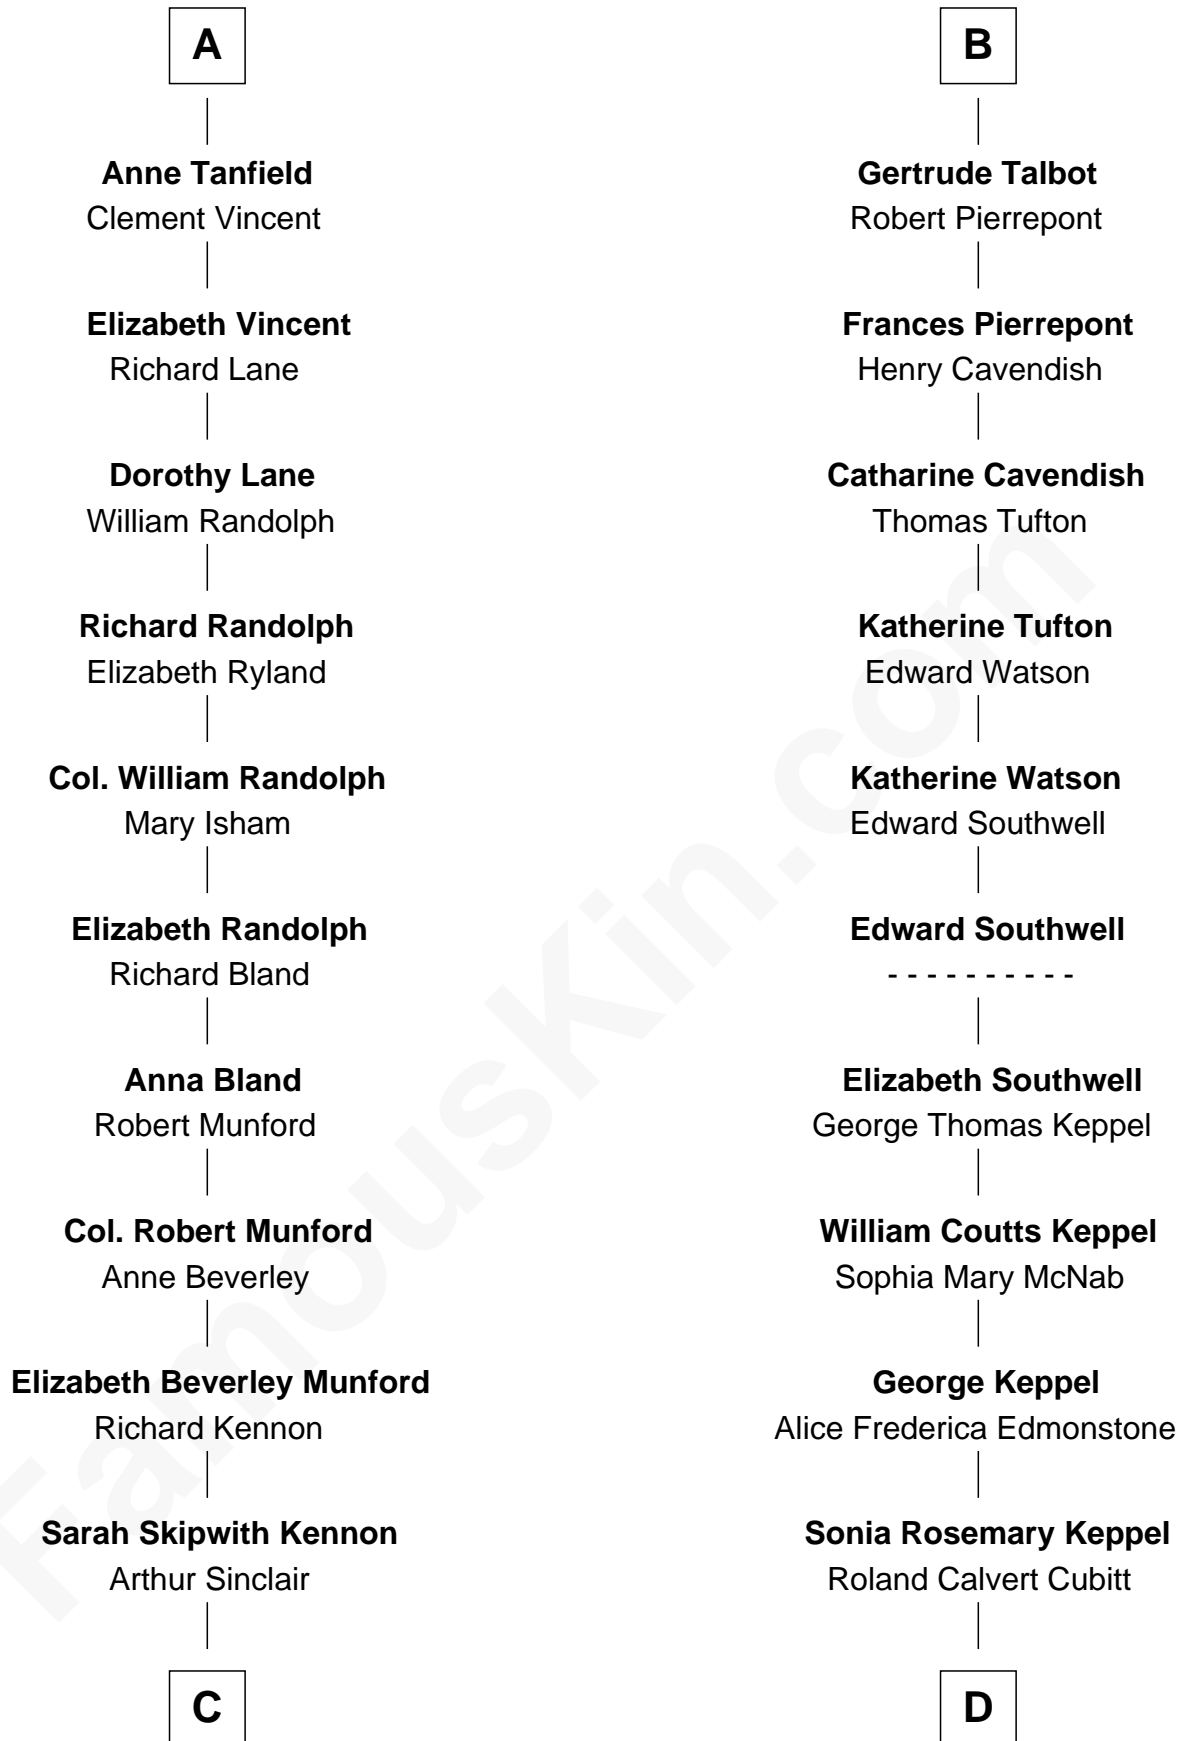 A
Anne Tanfield
Clement Vincent
Elizabeth Vincent
Richard Lane
Dorothy Lane
William Randolph
Richard Randolph
Elizabeth Ryland
Col. William Randolph
Mary Isham
Elizabeth Randolph
Richard Bland
Anna Bland
Robert Munford
Col. Robert Munford
Anne Beverley
Elizabeth Beverley Munford
Richard Kennon
Sarah Skipwith Kennon
Arthur Sinclair
C
B
Gertrude Talbot
Robert Pierrepont
Frances Pierrepont
Henry Cavendish
Catharine Cavendish
Thomas Tufton
Katherine Tufton
Edward Watson
Katherine Watson
Edward Southwell
Edward Southwell
- - - - - - - - - -
Elizabeth Southwell
George Thomas Keppel
William Coutts Keppel
Sophia Mary McNab
George Keppel
Alice Frederica Edmonstone
Sonia Rosemary Keppel
Roland Calvert Cubitt
D
FamousKin.com